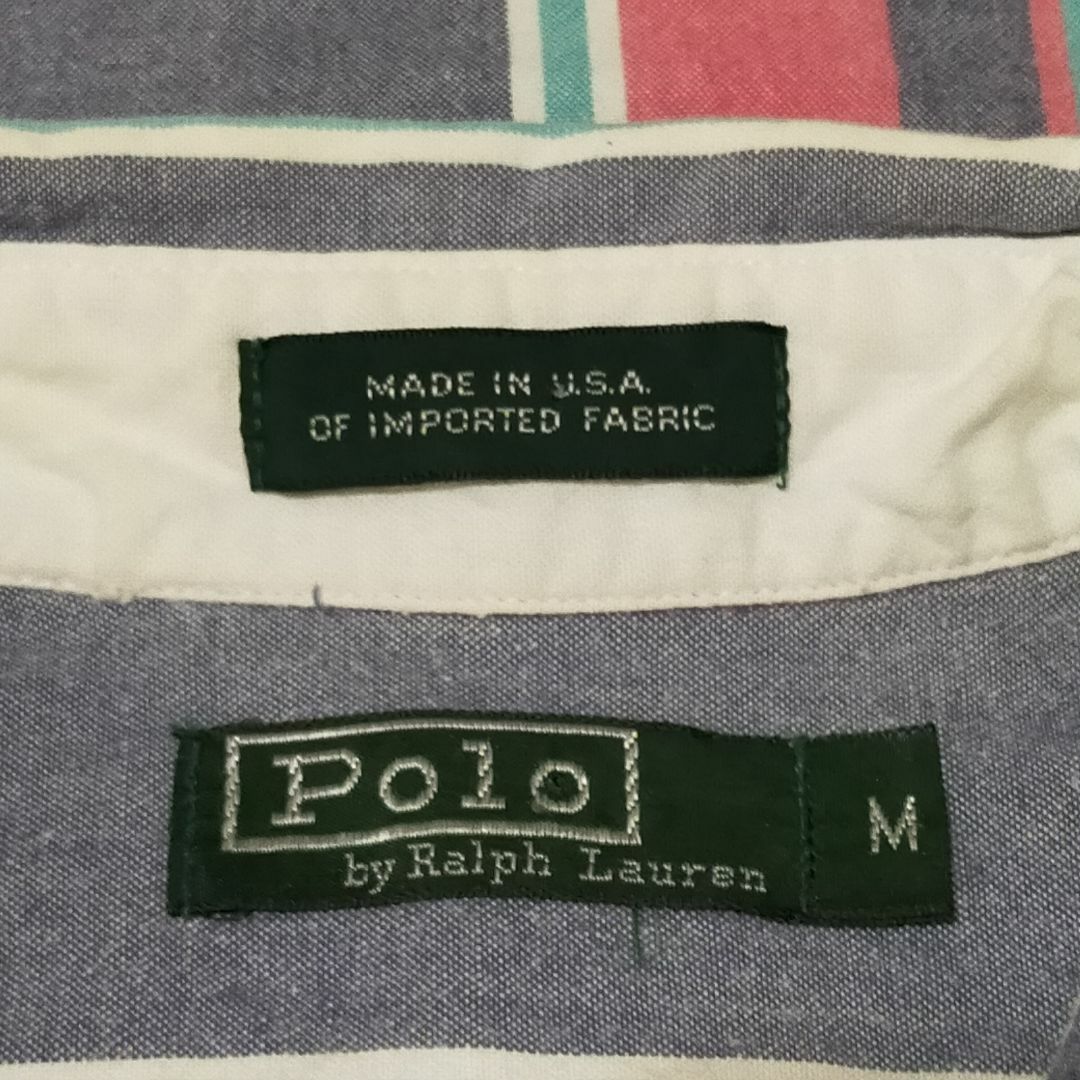 MADE IN U.S.A.
OF IMPORTED FABRIC
Polo
by Ralph Lauren
M